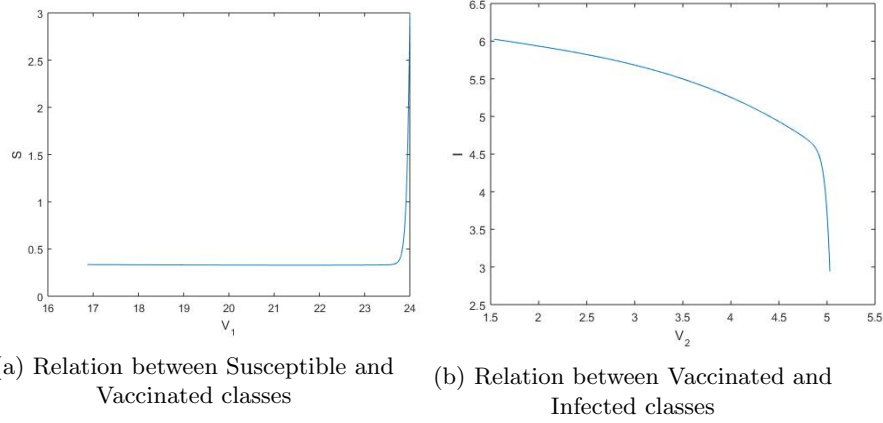 3
2.5
2
1.5
1
0.5
0
S
16 17 18 19 20 21 22 23 24
V1
6.5
6
5.5
5
4.5
4
3.5
3
2.5
I
1.5 2 2.5 3 3.5 4 4.5 5 5.5
V2
a) Relation between Susceptible and
Vaccinated classes
(b) Relation between Vaccinated and
Infected classes